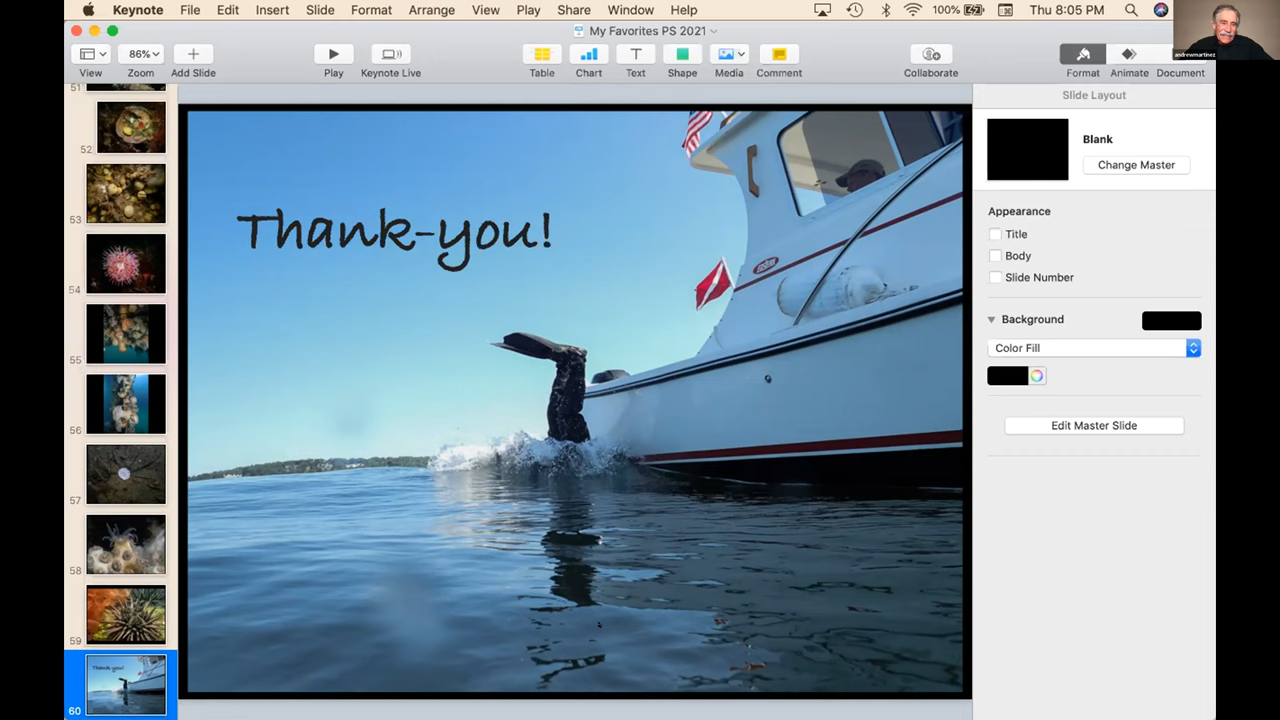 Keynote File Edit Insert Slide Format Arrange View Play Share Window Help 100% Thu 8:05 PM
andrewmartinez
My Favorites PS 2021
86%
View Zoom Add Slide Play Keynote Live Table Chart Text Shape Media Comment Collaborate Format Animate Document
51
52
53
54
55
56
57
58
59
Thank-you!
60
Thank-you!
Slide Layout
Blank
Change Master
Appearance
Title
Body
Slide Number
Background
Color Fill
Edit Master Slide